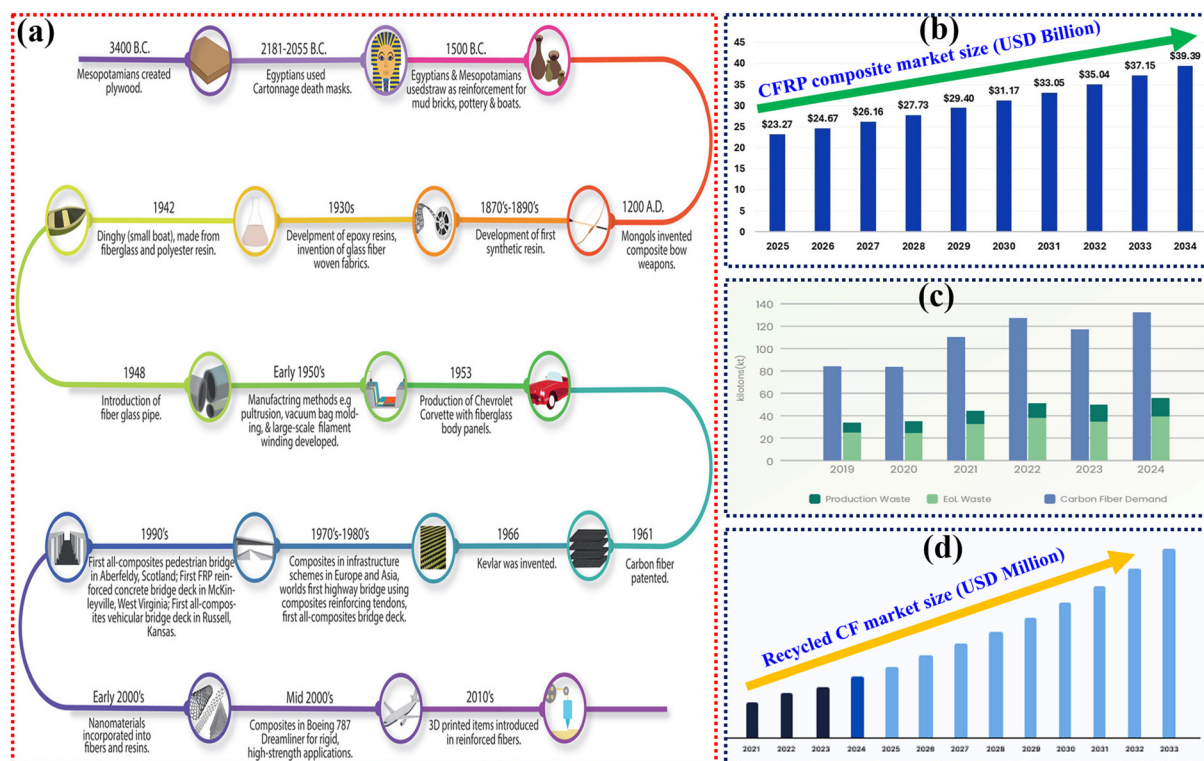 (a)
3400 B.C.
Mesopotamians created
plywood.
2181-2055 B.C.
Egyptians used
Cartonnage death masks.
1500 B.C.
Egyptians & Mesopotamians
usedstraw as reinforcement for
mud bricks, pottery & boats.
1942
Dinghy (small boat), made from
fiberglass and polyester resin.
1930s
Develpment of epoxy resins,
invention of glass fiber
woven fabrics.
1870's-1890's
Development of first
synthetic resin.
1200 A.D.
Mongols invented
composite bow
weapons.
1948
Introduction of
fiber glass pipe.
Early 1950's
Manufactring methods e.g
pultrusion, vacuum bag mold-
ing, & large-scale filament
winding developed.
1953
Production of Chevrolet
Corvette with fiberglass
body panels.
1990's
First all-composites pedestrian bridge
in Aberfeldy, Scotland; First FRP rein-
forced concrete bridge deck in McKin-
leyville, West Virginia; First all-compos-
ites vehicular bridge deck in Russell,
Kansas.
1970's-1980's
Composites in infrastructure
schemes in Europe and Asia,
worlds first highway bridge using
composites reinforcing tendons,
first all-composites bridge deck.
1966
Kevlar was invented.
1961
Carbon fiber
patented.
Early 2000's
Nanomaterials
incorporated into
fibers and resins.
Mid 2000's
Composites in Boeing 787
Dreamliner for rigid,
high-strength applications.
2010's
3D printed items introduced
in reinforced fibers.
(b)
CFRP composite market size (USD Billion)
45
40
35
30
25
20
15
10
5
0
$23.27
$24.67
$26.16
$27.73
$29.40
$31.17
$33.05
$35.04
$37.15
$39.39
2025 2026 2027 2028 2029 2030 2031 2032 2033 2034
(c)
kilotons(kt)
140
120
100
80
60
40
20
0
2019 2020 2021 2022 2023 2024
Production Waste EoL Waste Carbon Fiber Demand
(d)
Recycled CF market size (USD Million)
2021 2022 2023 2024 2025 2026 2027 2028 2029 2030 2031 2032 2033